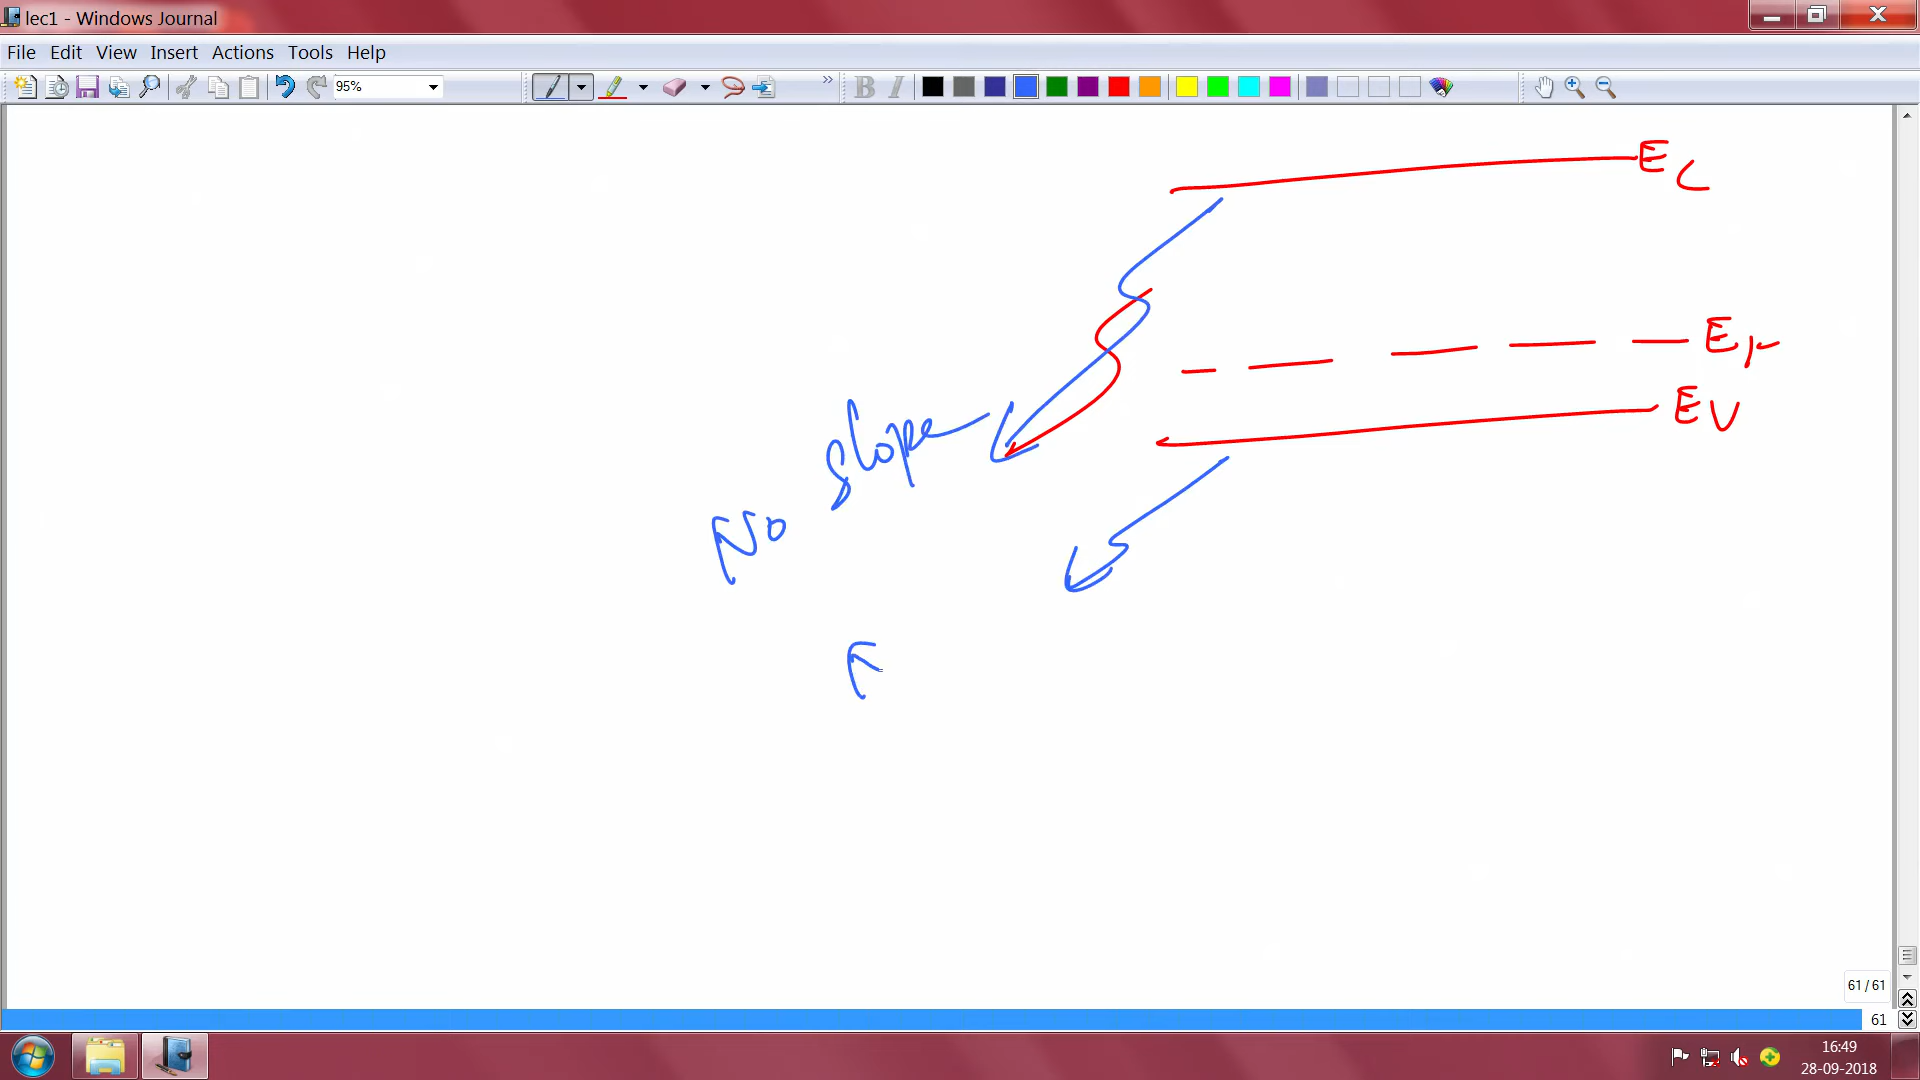 lec1 - Windows Journal
File Edit View Insert Actions Tools Help
95%
EC
EF
EV
No slope
F
61 / 61
61
16:49
28-09-2018